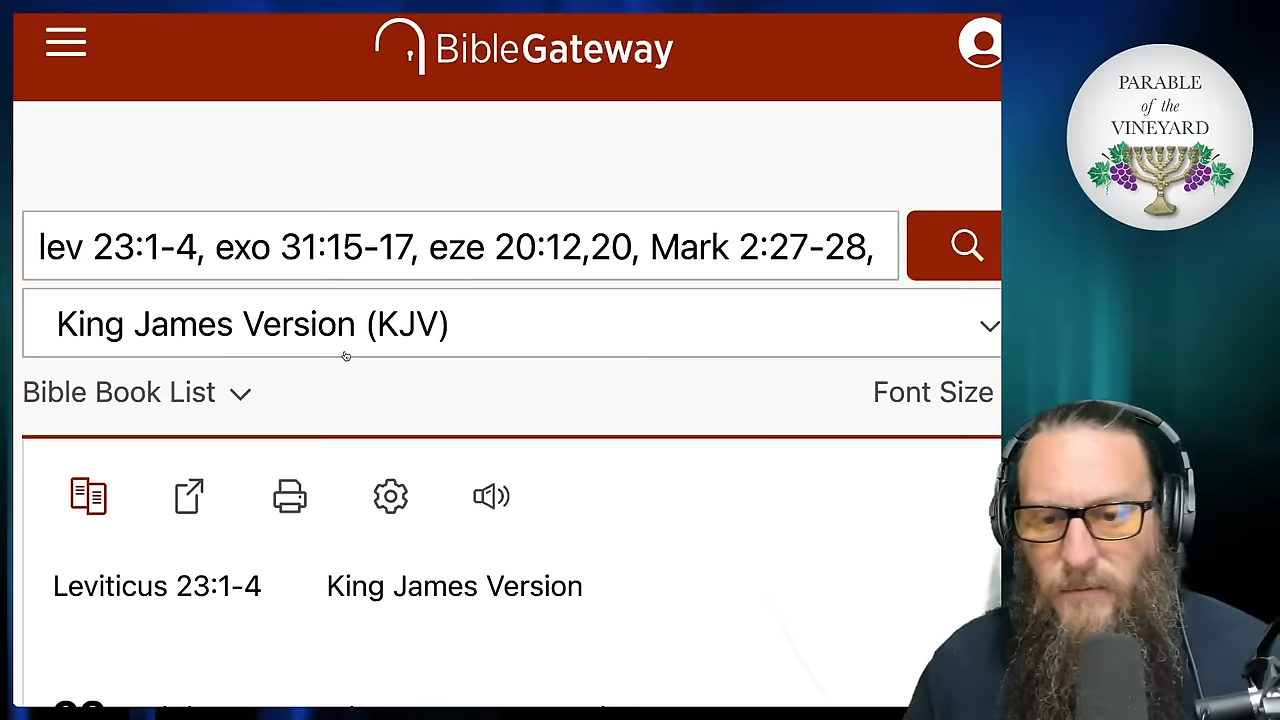 BibleGateway
PARABLE
of the
VINEYARD
lev 23:1-4, exo 31:15-17, eze 20:12,20, Mark 2:27-28,
King James Version (KJV)
Bible Book List
Font Size
Leviticus 23:1-4 King James Version